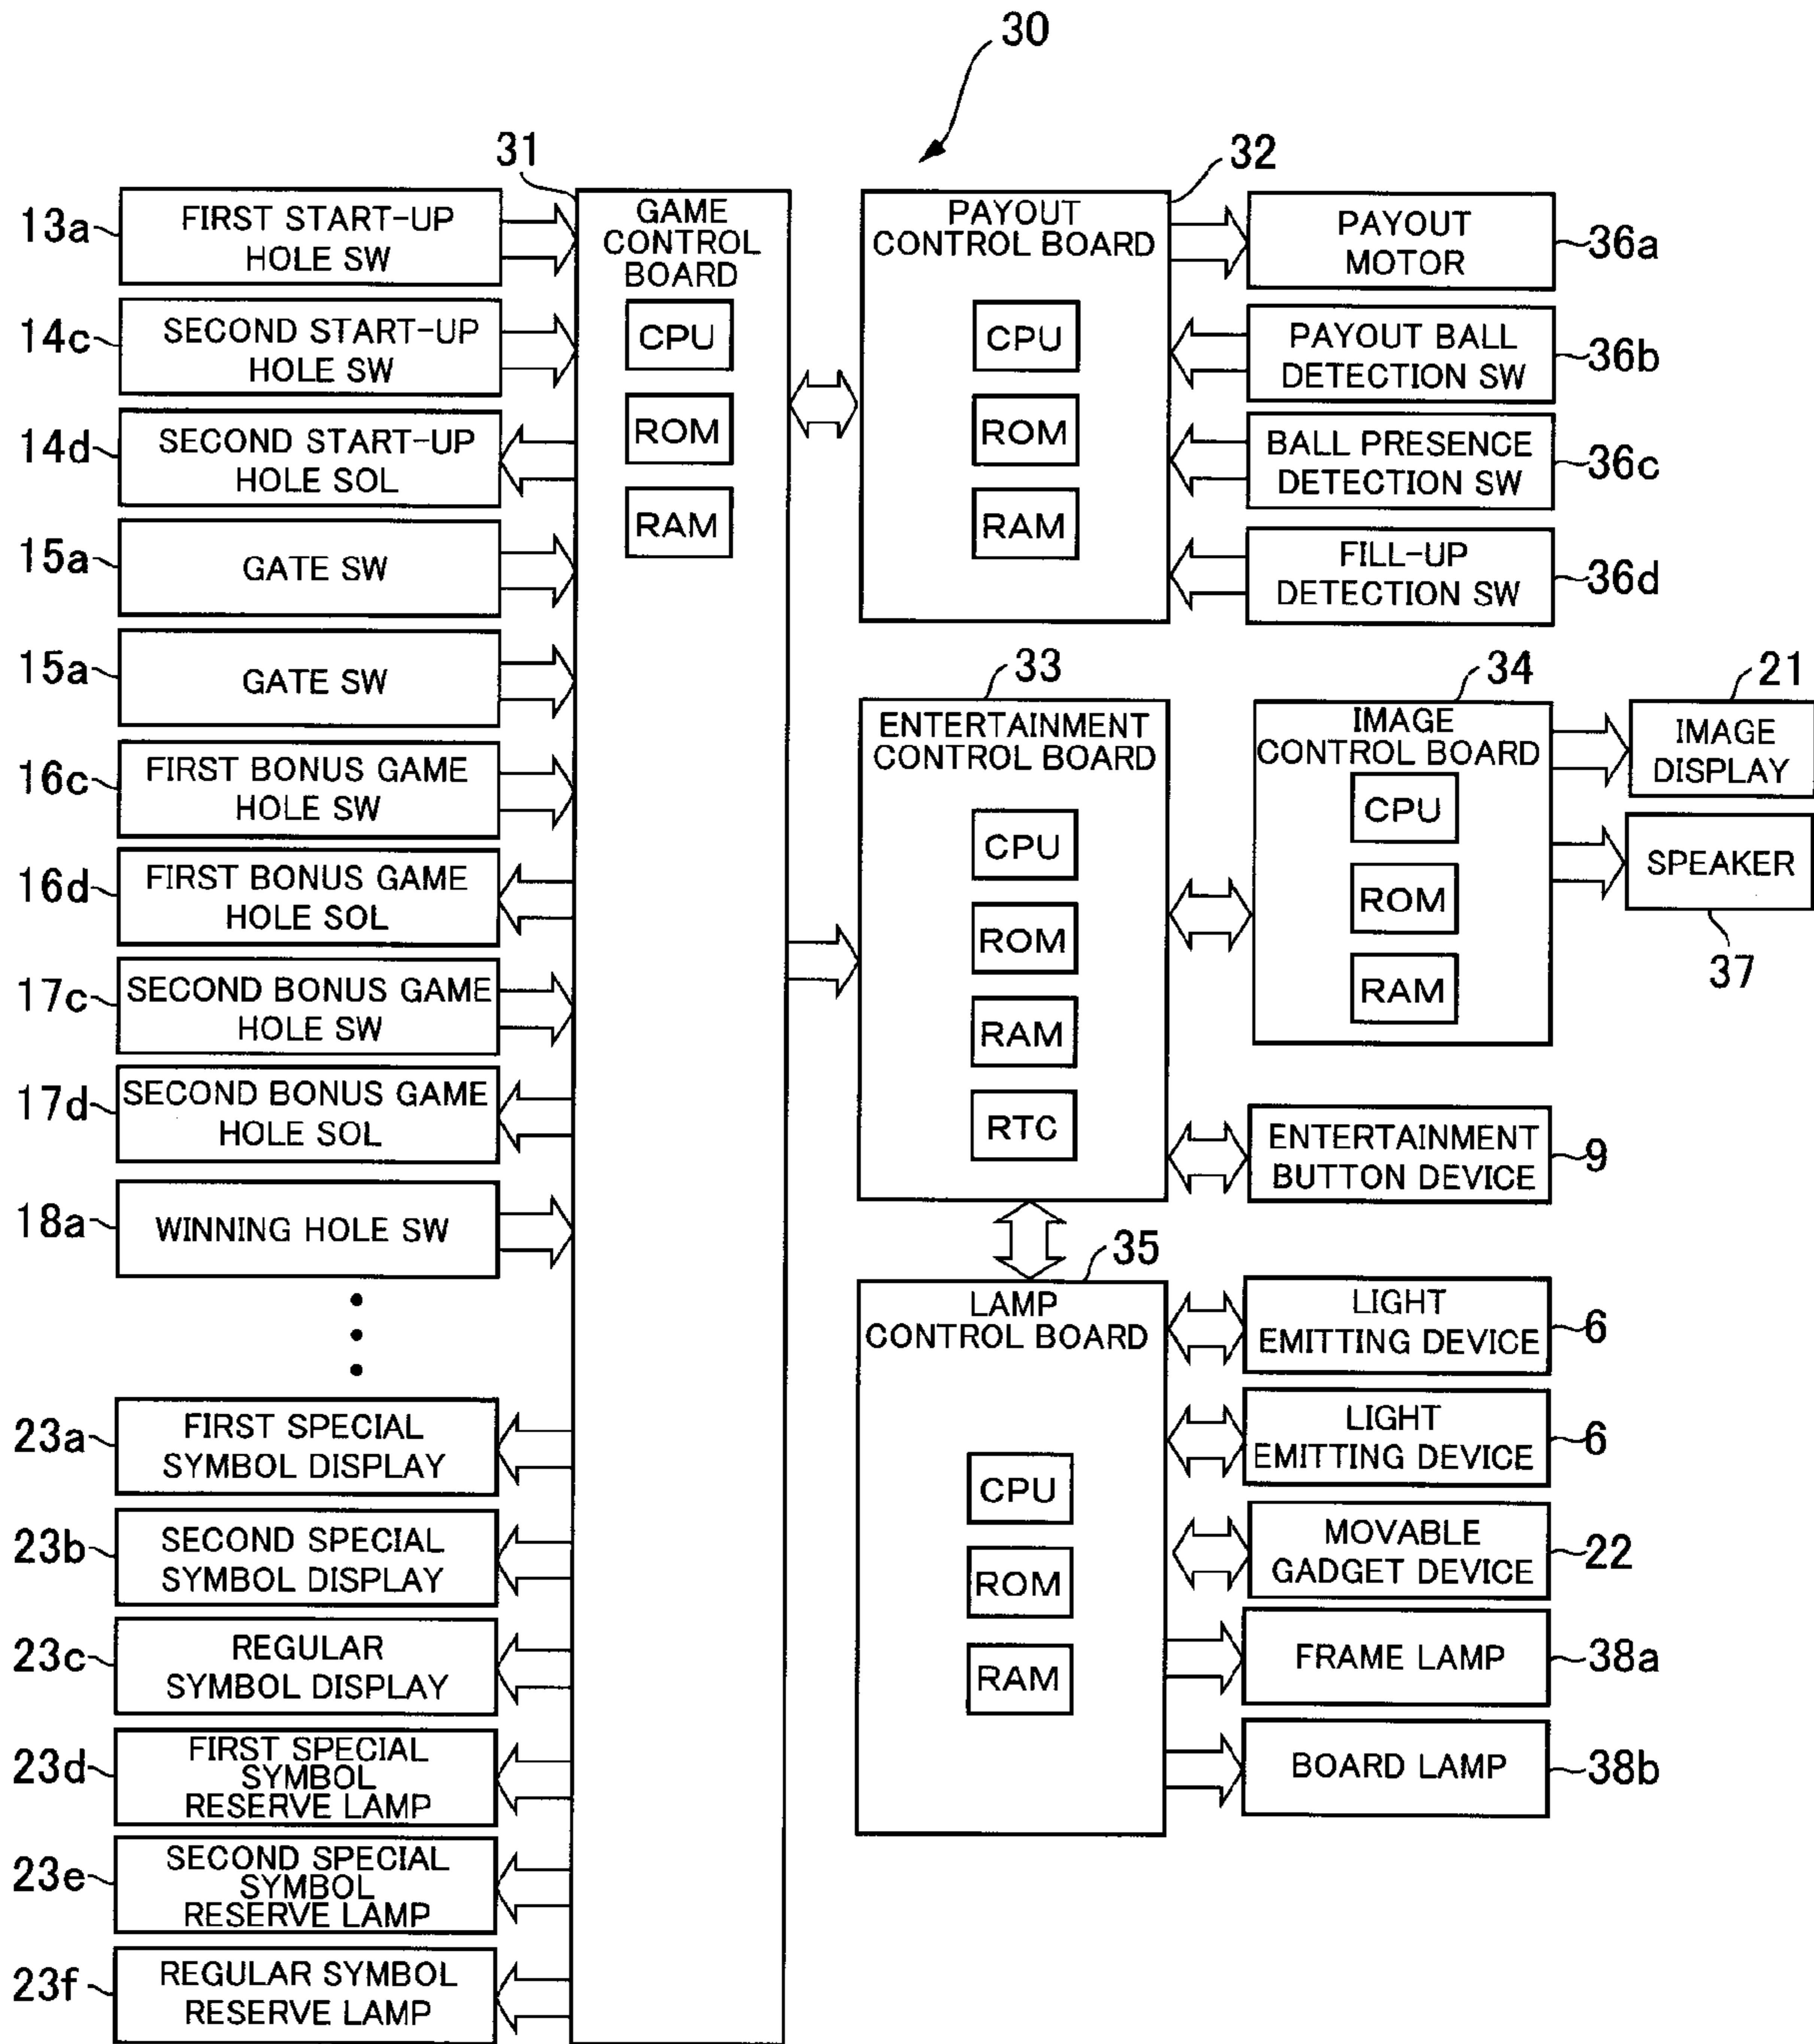 30
31
13a
FIRST START-UP
HOLE SW
14c
SECOND START-UP
HOLE SW
14d
SECOND START-UP
HOLE SOL
15a
GATE SW
15a
GATE SW
16c
FIRST BONUS GAME
HOLE SW
16d
FIRST BONUS GAME
HOLE SOL
17c
SECOND BONUS GAME
HOLE SW
17d
SECOND BONUS GAME
HOLE SOL
18a
WINNING HOLE SW
23a
FIRST SPECIAL
SYMBOL DISPLAY
23b
SECOND SPECIAL
SYMBOL DISPLAY
23c
REGULAR
SYMBOL DISPLAY
23d
FIRST SPECIAL
SYMBOL
RESERVE LAMP
23e
SECOND SPECIAL
SYMBOL
RESERVE LAMP
23f
REGULAR SYMBOL
RESERVE LAMP
GAME
CONTROL
BOARD
CPU
ROM
RAM
32
PAYOUT
CONTROL BOARD
CPU
ROM
RAM
PAYOUT
MOTOR
36a
PAYOUT BALL
DETECTION SW
36b
BALL PRESENCE
DETECTION SW
36c
FILL-UP
DETECTION SW
36d
33
ENTERTAINMENT
CONTROL BOARD
CPU
ROM
RAM
RTC
34
IMAGE
CONTROL BOARD
CPU
ROM
RAM
21
IMAGE
DISPLAY
SPEAKER
37
ENTERTAINMENT
BUTTON DEVICE
9
35
LAMP
CONTROL BOARD
CPU
ROM
RAM
LIGHT
EMITTING DEVICE
6
LIGHT
EMITTING DEVICE
6
MOVABLE
GADGET DEVICE
22
FRAME LAMP
38a
BOARD LAMP
38b